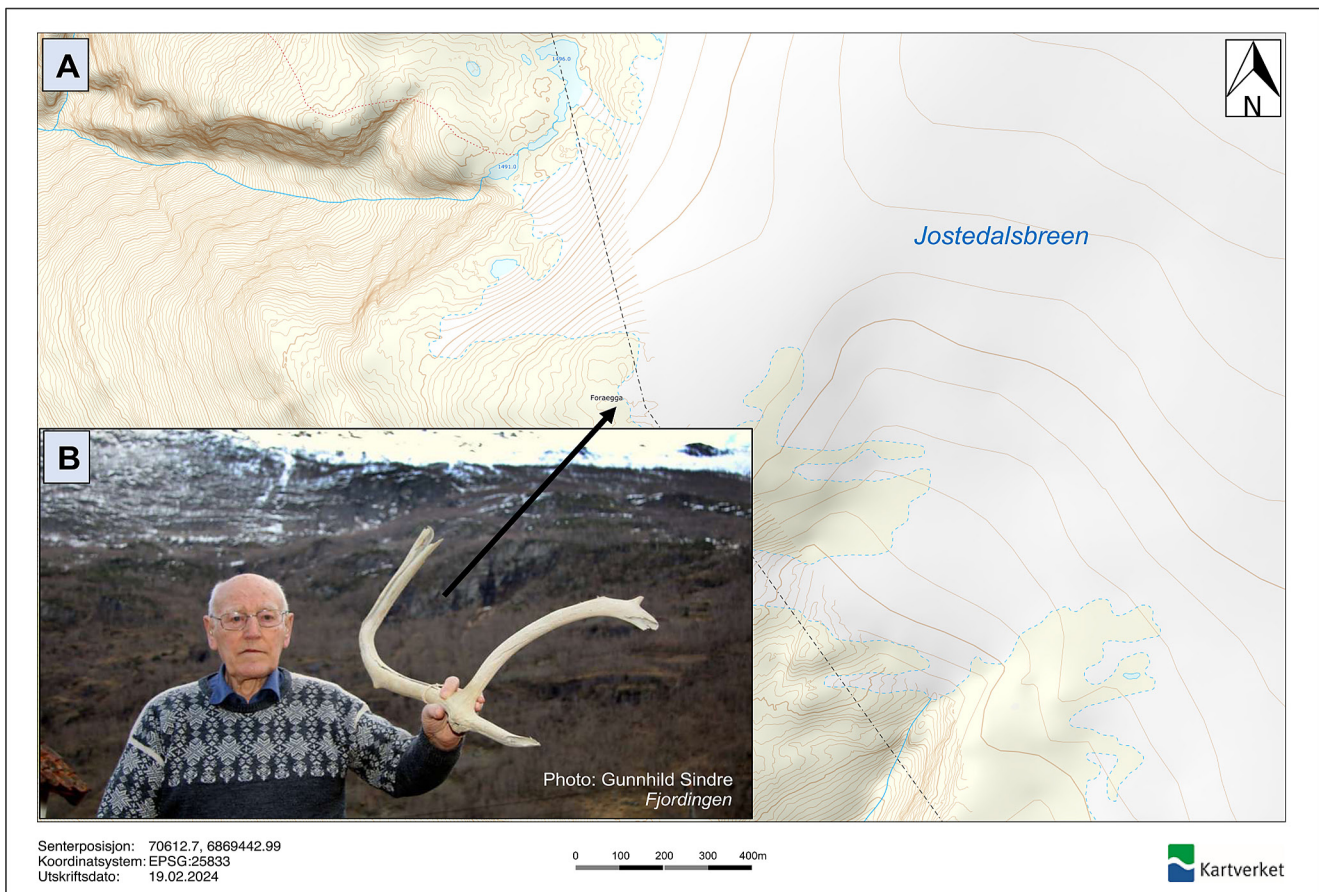 A
N
1496.0
1491.0
Jostedalsbreen
Foraegga
B
Photo: Gunnhild Sindre
Fjordingen
Senterposisjon: 70612.7, 6869442.99
Koordinatsystem: EPSG:25833
Utskriftsdato: 19.02.2024
0 100 200 300 400m
Kartverket